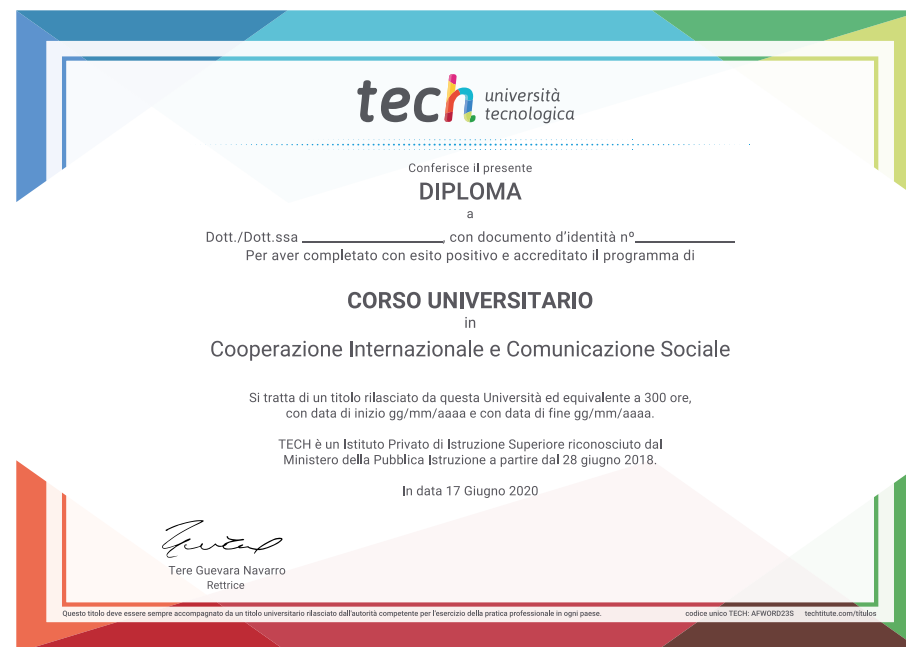 tech università
tecnologica
Conferisce il presente
DIPLOMA
a
Dott./Dott.ssa ____________________, con documento d'identità nº______________
Per aver completato con esito positivo e accreditato il programma di
CORSO UNIVERSITARIO
in
Cooperazione Internazionale e Comunicazione Sociale
Si tratta di un titolo rilasciato da questa Università ed equivalente a 300 ore,
con data di inizio gg/mm/aaaa e con data di fine gg/mm/aaaa.
TECH è un Istituto Privato di Istruzione Superiore riconosciuto dal
Ministero della Pubblica Istruzione a partire dal 28 giugno 2018.
In data 17 Giugno 2020
Tere Guevara Navarro
Rettrice
Questo titolo deve essere sempre accompagnato da un titolo universitario rilasciato dall'autorità competente per l'esercizio della pratica professionale in ogni paese. codice unico TECH: AFWORD23S techtitute.com/titulos